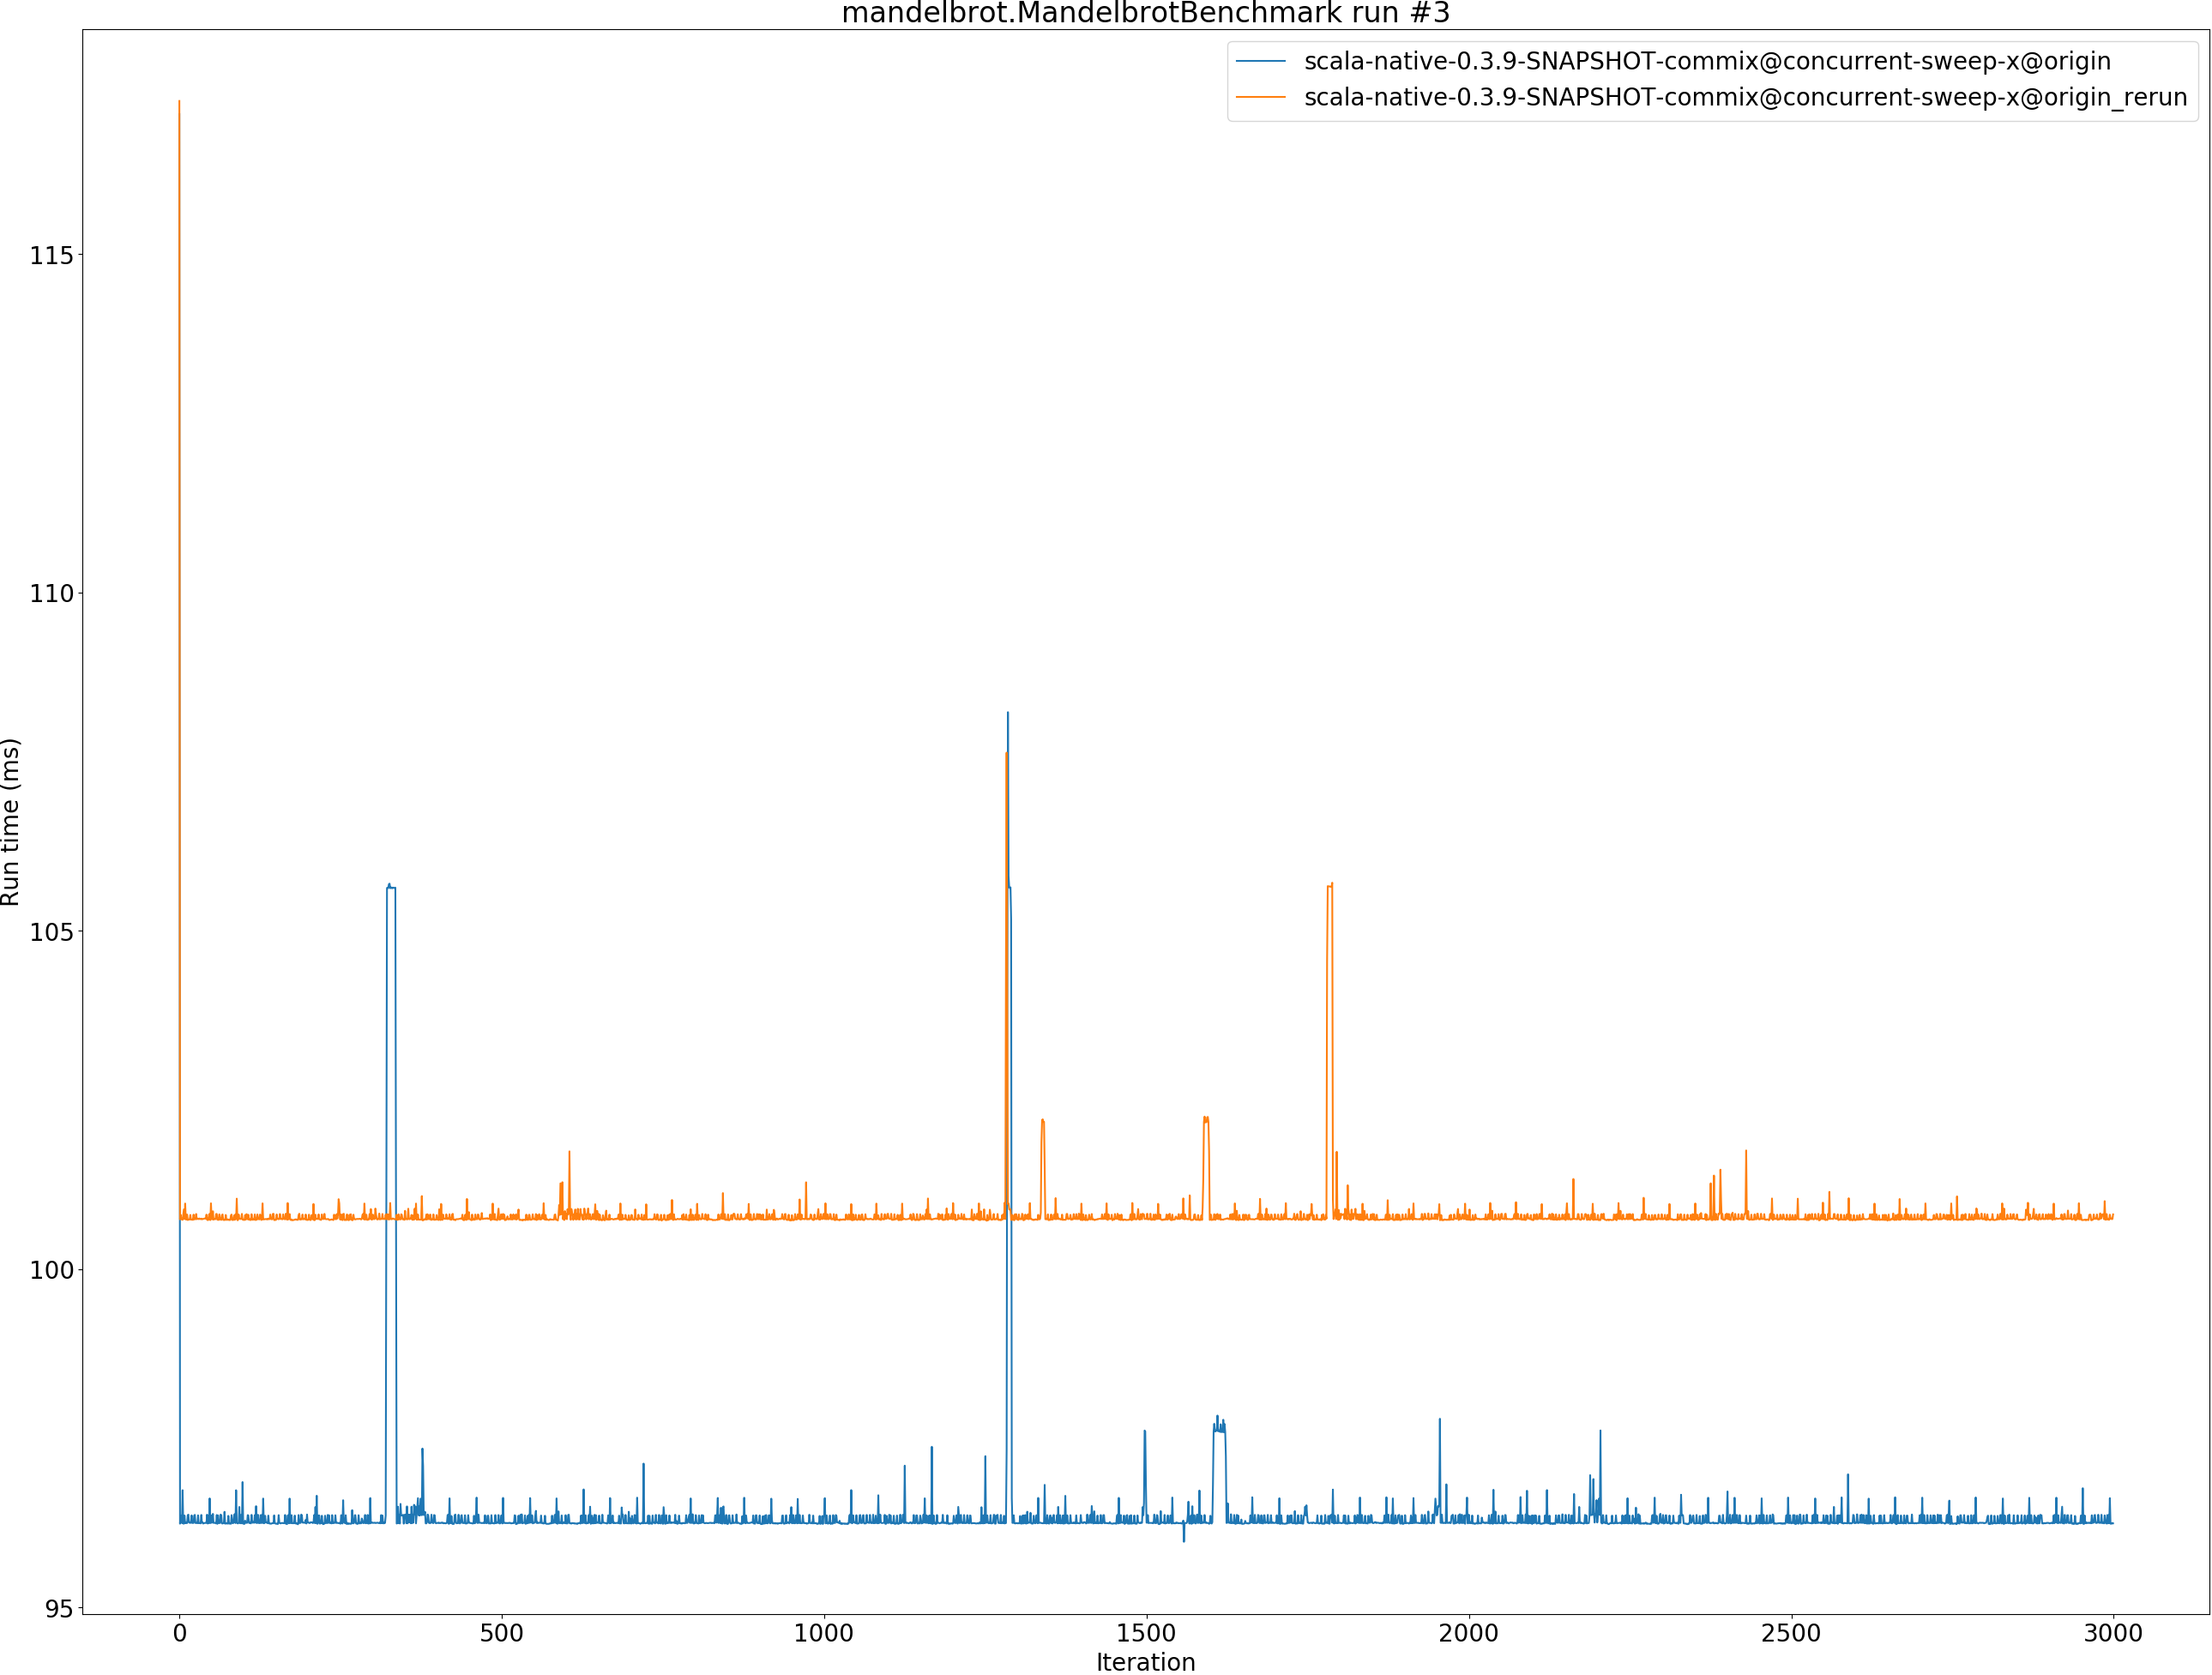 mandelbrot.MandelbrotBenchmark run #3
scala-native-0.3.9-SNAPSHOT-commix@concurrent-sweep-x@origin
scala-native-0.3.9-SNAPSHOT-commix@concurrent-sweep-x@origin_rerun
115
110
105
100
95
Run time (ms)
0 500 1000 1500 2000 2500 3000
Iteration